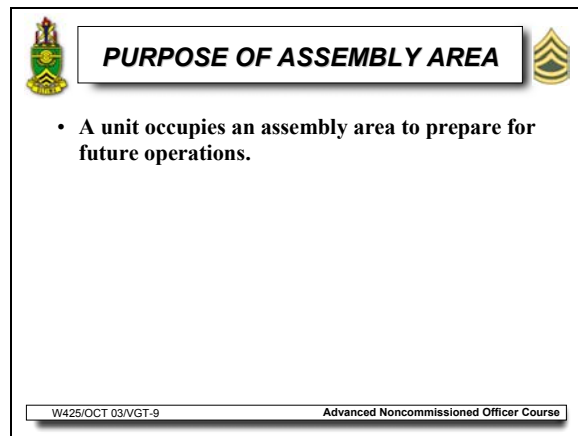 PURPOSE OF ASSEMBLY AREA
• A unit occupies an assembly area to prepare for
future operations.
W425/OCT 03/VGT-9 Advanced Noncommissioned Officer Course